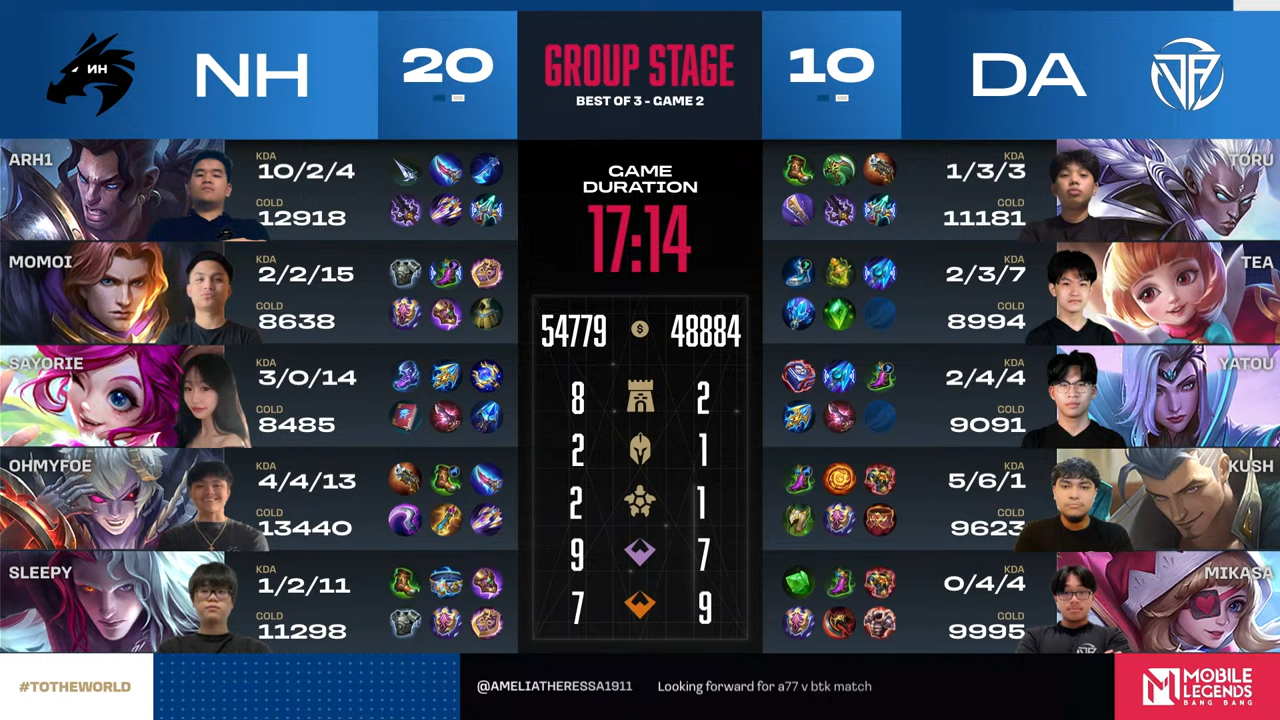 ИH
NH
20
GROUP STAGE
BEST OF 3 - GAME 2
10
DA
ARH1
KDA
10/2/4
GOLD
12918
MOMOI
KDA
2/2/15
GOLD
8638
SAYORIE
KDA
3/0/14
GOLD
8485
OHMYFOE
KDA
4/4/13
GOLD
13440
SLEEPY
KDA
1/2/11
GOLD
11298
GAME
DURATION
17:14
54779 $ 48884
8 2
2 1
2 1
9 7
7 9
TORU
KDA
1/3/3
GOLD
11181
TEA
KDA
2/3/7
GOLD
8994
YATOU
KDA
2/4/4
GOLD
9091
KUSH
KDA
5/6/1
GOLD
9623
MIKASA
KDA
0/4/4
GOLD
9995
#TOTHEWORLD
@AMELIATHERESSA1911 Looking forward for a77 v btk match
MOBILE
LEGENDS
BANG BANG